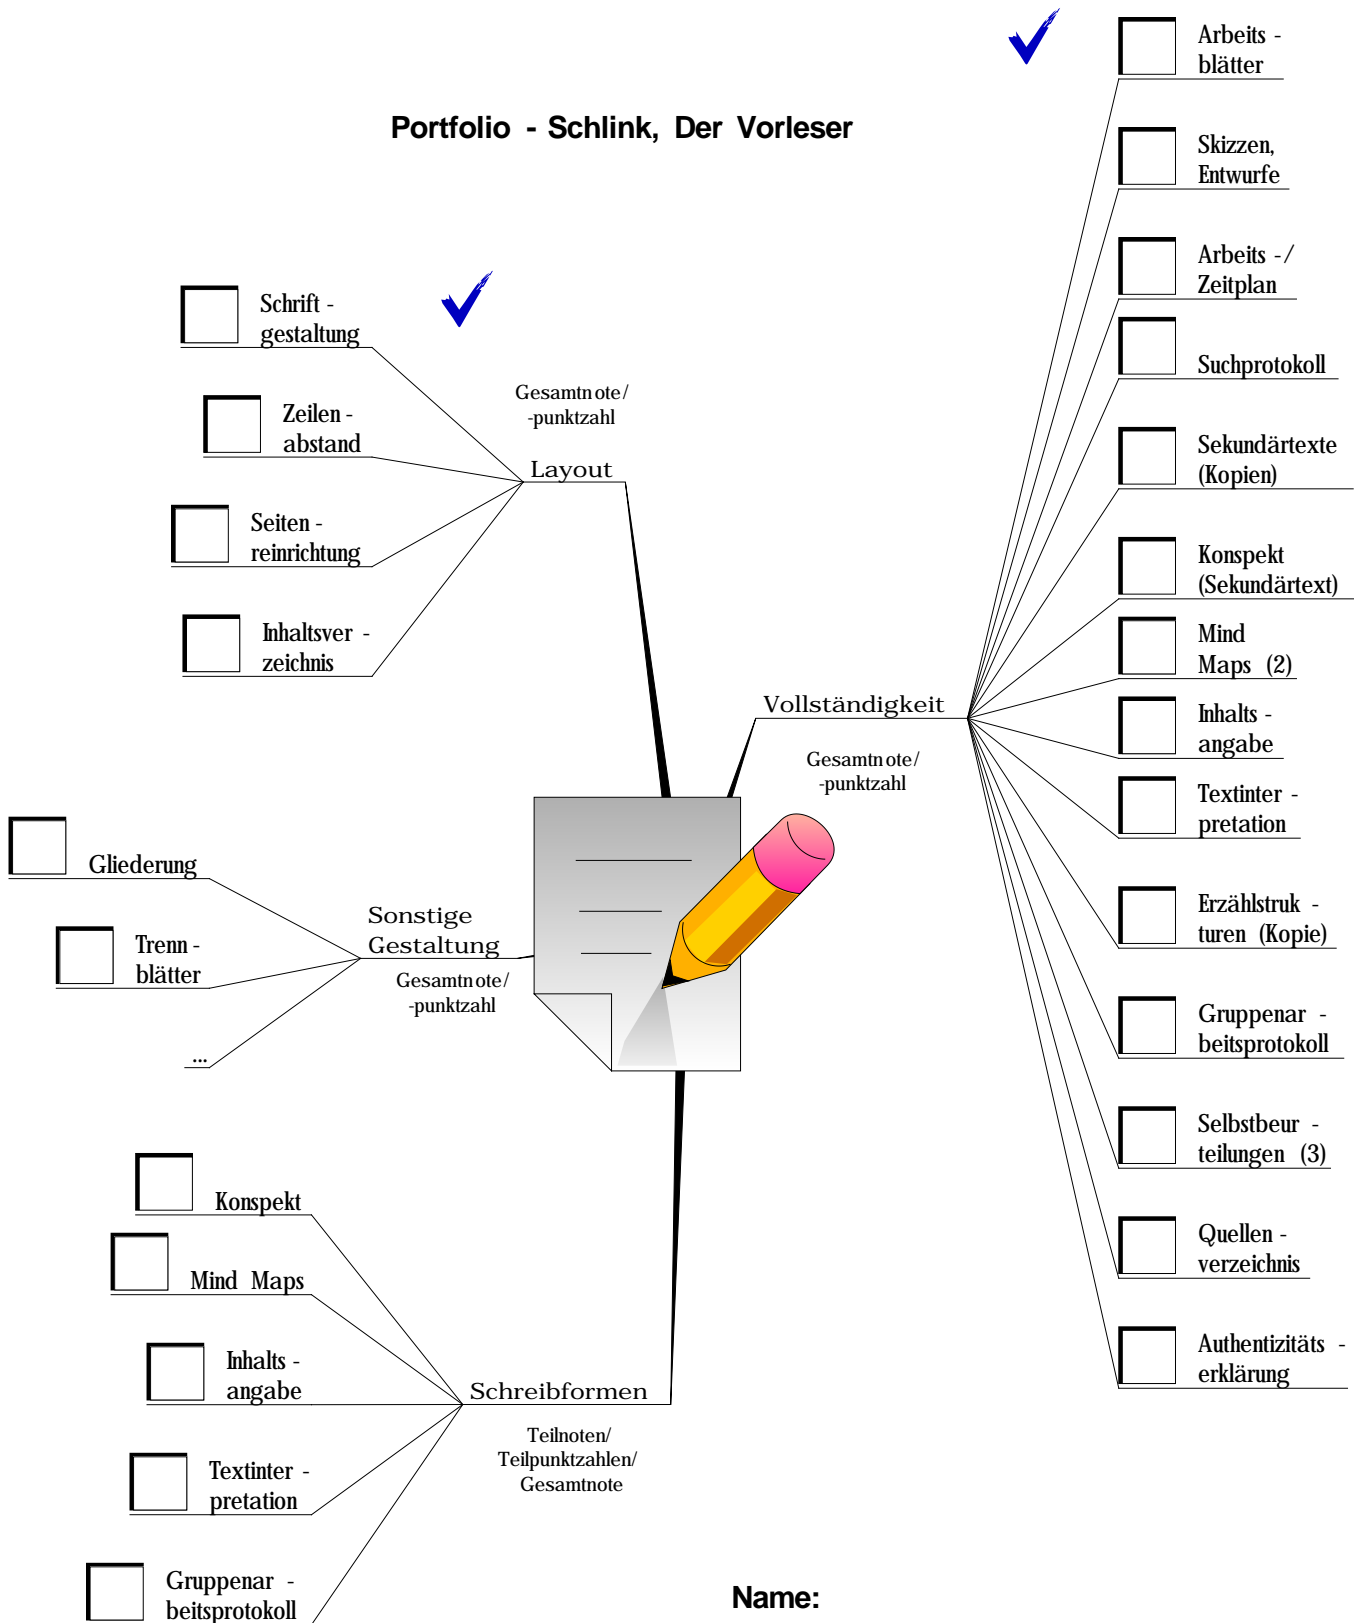 Portfolio - Schlink, Der Vorleser
Schrift -
gestaltung
Zeilen -
abstand
Seiten -
reinrichtung
Inhaltsver -
zeichnis
Gesamtnote/
-punktzahl
Layout
Gliederung
Trenn -
blätter
...
Sonstige
Gestaltung
Gesamtnote/
-punktzahl
Konspekt
Mind Maps
Inhalts -
angabe
Textinter -
pretation
Gruppenar -
beitsprotokoll
Schreibformen
Teilnoten/
Teilpunktzahlen/
Gesamtnote
Vollständigkeit
Gesamtnote/
-punktzahl
Arbeits -
blätter
Skizzen,
Entwurfe
Arbeits -/
Zeitplan
Suchprotokoll
Sekundärtexte
(Kopien)
Konspekt
(Sekundärtext)
Mind
Maps (2)
Inhalts -
angabe
Textinter -
pretation
Erzählstruk -
turen (Kopie)
Gruppenar -
beitsprotokoll
Selbstbeur -
teilungen (3)
Quellen -
verzeichnis
Authentizitäts -
erklärung
Name: